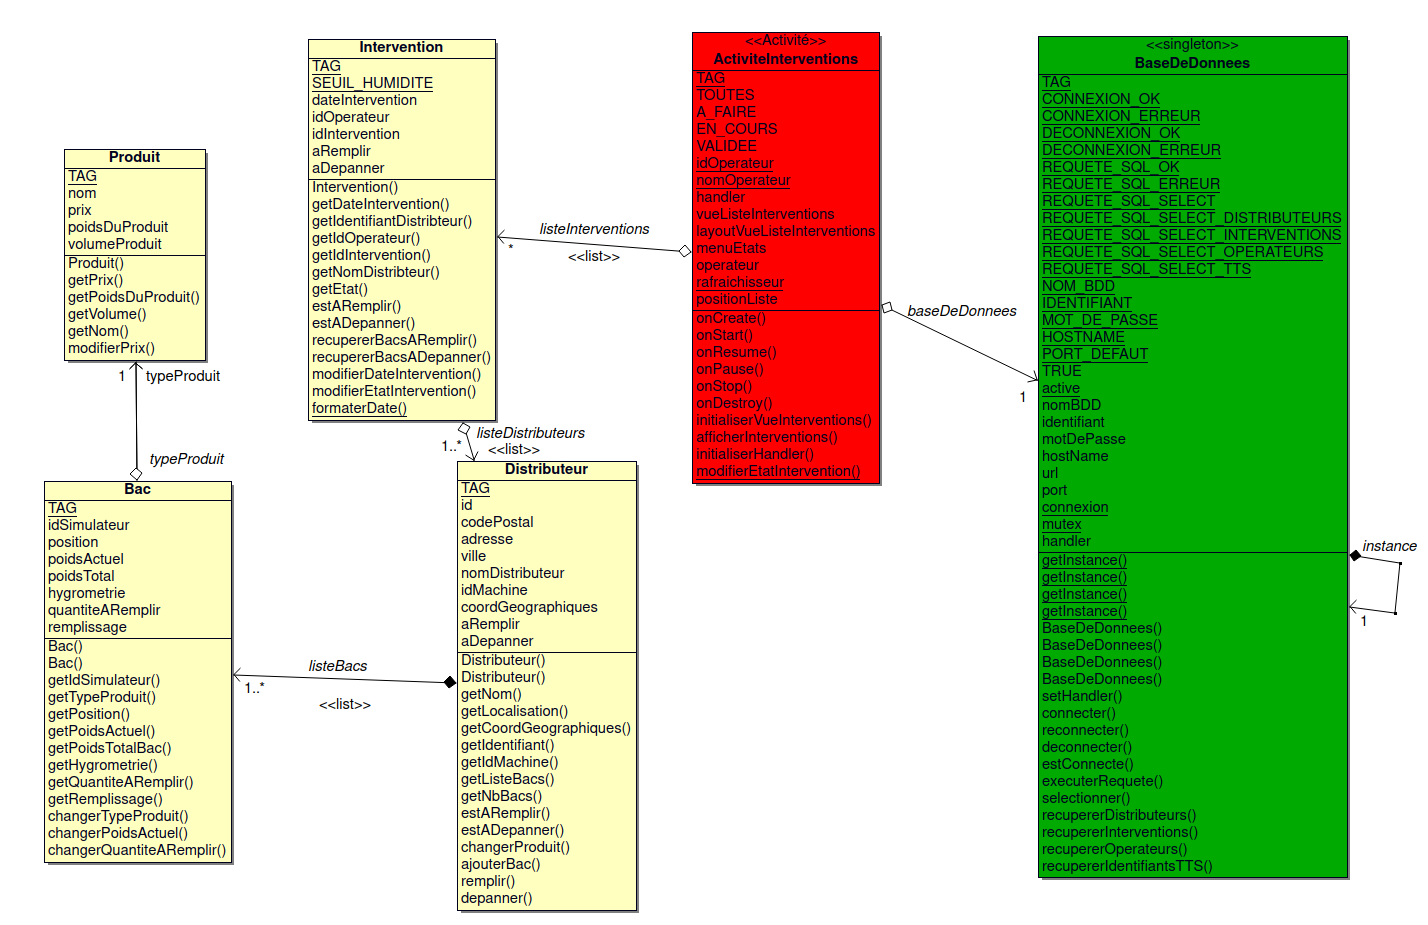 Produit
TAG
nom
prix
poidsDuProduit
volumeProduit
Produit()
getPrix()
getPoidsDuProduit()
getVolume()
getNom()
modifierPrix()
1
typeProduit
typeProduit
Bac
TAG
idSimulateur
position
poidsActuel
poidsTotal
hygrometrie
quantiteARemplir
remplissage
Bac()
Bac()
getIdSimulateur()
getTypeProduit()
getPosition()
getPoidsActuel()
getPoidsTotalBac()
getHygrometrie()
getQuantiteARemplir()
getRemplissage()
changerTypeProduit()
changerPoidsActuel()
changerQuantiteARemplir()
listeBacs
1..*
<<list>>
Intervention
TAG
SEUIL_HUMIDITE
dateIntervention
idOperateur
idIntervention
aRemplir
aDepanner
Intervention()
getDateIntervention()
getIdentifiantDistribteur()
getIdOperateur()
getIdIntervention()
getNomDistribteur()
getEtat()
estARemplir()
estADepanner()
recupererBacsARemplir()
recupererBacsADepanner()
modifierDateIntervention()
modifierEtatIntervention()
formaterDate()
listeDistributeurs
1..*
<<list>>
Distributeur
TAG
id
codePostal
adresse
ville
nomDistributeur
idMachine
coordGeographiques
aRemplir
aDepanner
Distributeur()
Distributeur()
getNom()
getLocalisation()
getCoordGeographiques()
getIdentifiant()
getIdMachine()
getListeBacs()
getNbBacs()
estARemplir()
estADepanner()
changerProduit()
ajouterBac()
remplir()
depanner()
listeInterventions
*
<<list>>
<<Activité>>
ActiviteInterventions
TAG
TOUTES
A_FAIRE
EN_COURS
VALIDEE
idOperateur
nomOperateur
handler
vueListeInterventions
layoutVueListeInterventions
menuEtats
operateur
rafraichisseur
positionListe
onCreate()
onStart()
onResume()
onPause()
onStop()
onDestroy()
initialiserVueInterventions()
afficherInterventions()
initialiserHandler()
modifierEtatIntervention()
baseDeDonnees
1
<<singleton>>
BaseDeDonnees
TAG
CONNEXION_OK
CONNEXION_ERREUR
DECONNEXION_OK
DECONNEXION_ERREUR
REQUETE_SQL_OK
REQUETE_SQL_ERREUR
REQUETE_SQL_SELECT
REQUETE_SQL_SELECT_DISTRIBUTEURS
REQUETE_SQL_SELECT_INTERVENTIONS
REQUETE_SQL_SELECT_OPERATEURS
REQUETE_SQL_SELECT_TTS
NOM_BDD
IDENTIFIANT
MOT_DE_PASSE
HOSTNAME
PORT_DEFAUT
TRUE
active
nomBDD
identifiant
motDePasse
hostName
url
port
connexion
mutex
handler
getInstance()
getInstance()
getInstance()
getInstance()
BaseDeDonnees()
BaseDeDonnees()
BaseDeDonnees()
BaseDeDonnees()
setHandler()
connecter()
reconnecter()
deconnecter()
estConnecte()
executerRequete()
selectionner()
recupererDistributeurs()
recupererInterventions()
recupererOperateurs()
recupererIdentifiantsTTS()
instance
1